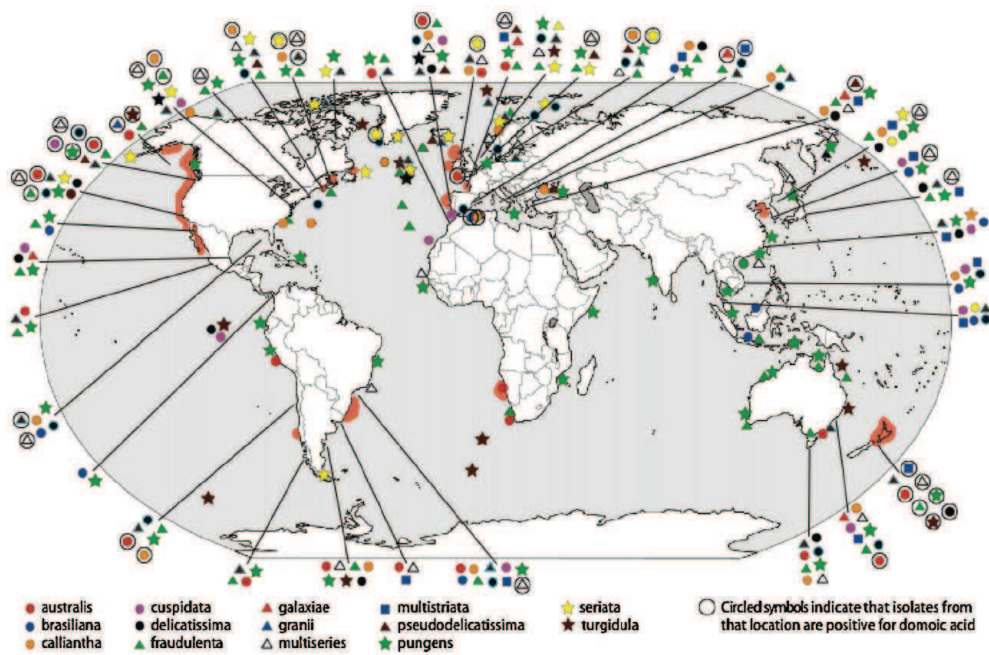 australis
brasiliana
calliantha
cuspidata
delicatissima
fraudulenta
galaxiae
granii
multiseries
multistriata
pseudodelicatissima
pungens
seriata
turgidula
Circled symbols indicate that isolates from
that location are positive for domoic acid